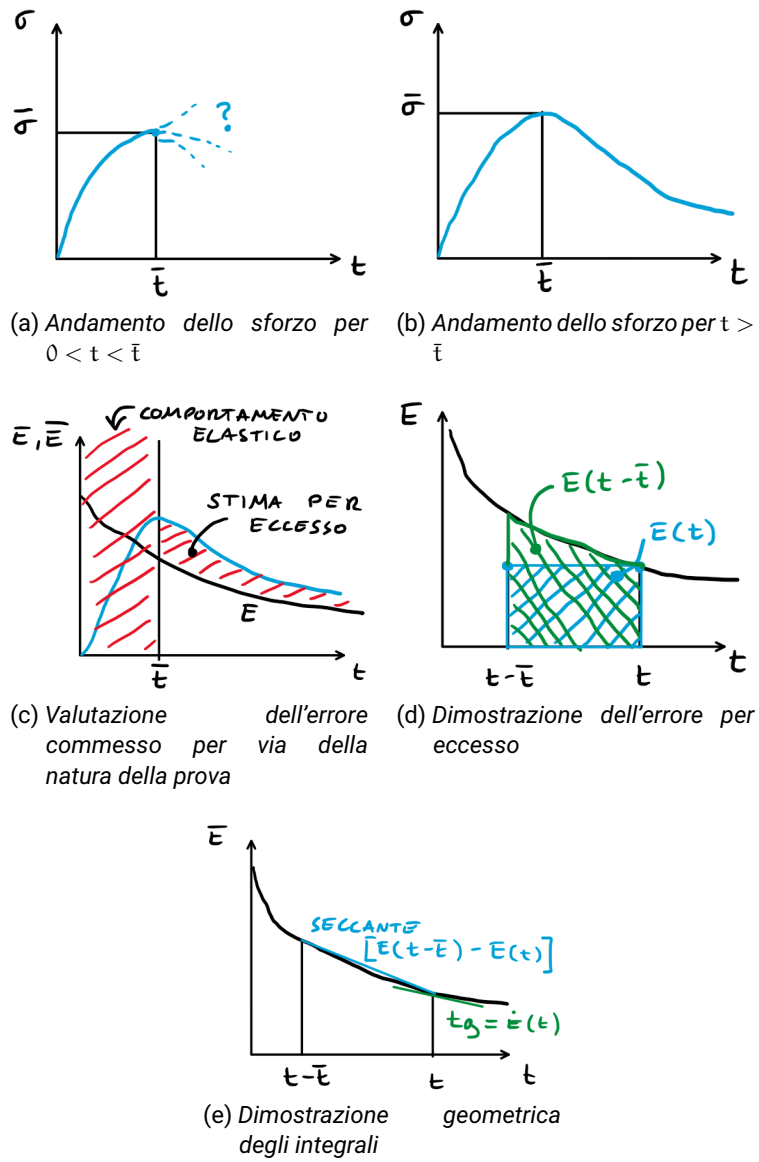 σ
σ̄
?
t̄
t
(a) Andamento dello sforzo per
0 < t < t̄
σ
σ̄
t̄
t
(b) Andamento dello sforzo per t >
t̄
COMPORTAMENTO
ELASTICO
E, Ē
STIMA PER
ECCESSO
E
t̄
t
(c) Valutazione dell'errore
commesso per via della
natura della prova
E
E(t-t̄)
E(t)
t-t̄
t
t
(d) Dimostrazione dell'errore per
eccesso
Ē
SECCANTE
[E(t-t̄) - E(t)]
tg = Ė(t)
t-t̄
t
t
(e) Dimostrazione geometrica
degli integrali